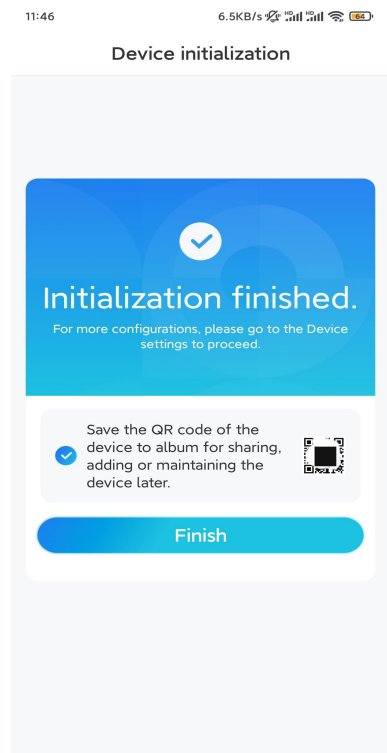 11:46 6.5KB/s HD HD 64
Device initialization
Initialization finished.
For more configurations, please go to the Device
settings to proceed.
Save the QR code of the
device to album for sharing,
adding or maintaining the
device later.
Finish